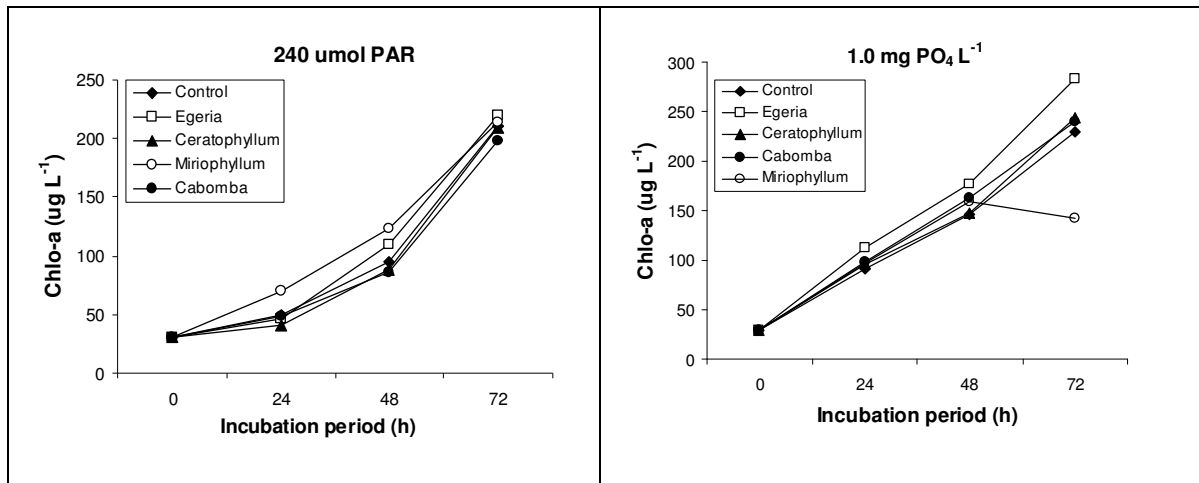 240 umol PAR
250
200
150
100
50
0
Chlo-a (ug L⁻¹)
Control
Egeria
Ceratophyllum
Miriophyllum
Cabomba
0 24 48 72
Incubation period (h)
1.0 mg PO₄ L⁻¹
300
250
200
150
100
50
0
Chlo-a (ug L⁻¹)
Control
Egeria
Ceratophyllum
Cabomba
Miriophyllum
0 24 48 72
Incubation period (h)